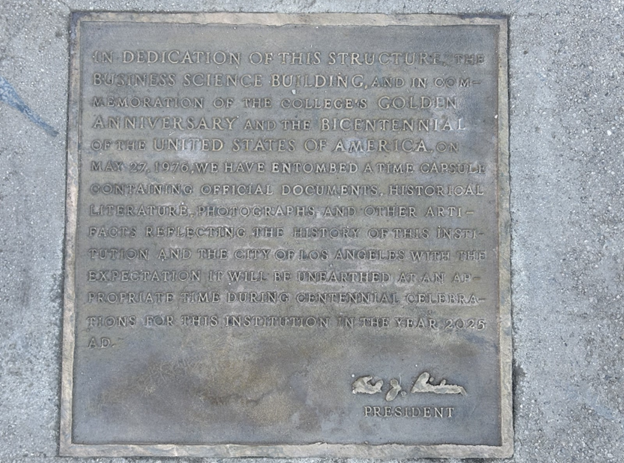 IN DEDICATION OF THIS STRUCTURE, THE
BUSINESS SCIENCE BUILDING, AND IN COM-
MEMORATION OF THE COLLEGE'S GOLDEN
ANNIVERSARY AND THE BICENTENNIAL
OF THE UNITED STATES OF AMERICA. ON
MAY 27, 1976, WE HAVE ENTOMBED A TIME CAPSULE
CONTAINING OFFICIAL DOCUMENTS, HISTORICAL
LITERATURE, PHOTOGRAPHS, AND OTHER ARTI-
FACTS REFLECTING THE HISTORY OF THIS INSTI-
TUTION AND THE CITY OF LOS ANGELES WITH THE
EXPECTATION IT WILL BE UNEARTHED AT AN AP-
PROPRIATE TIME DURING CENTENNIAL CELEBRA-
TIONS FOR THIS INSTITUTION IN THE YEAR 2025
AD.
PRESIDENT